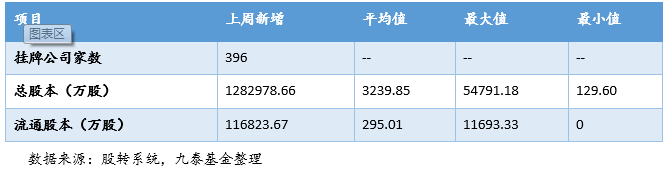 项目 上周新增 平均值 最大值 最小值
图表区
挂牌公司家数 396 -- -- --
总股本（万股） 1282978.66 3239.85 54791.18 129.60
流通股本（万股） 116823.67 295.01 11693.33 0
数据来源：股转系统，九泰基金整理